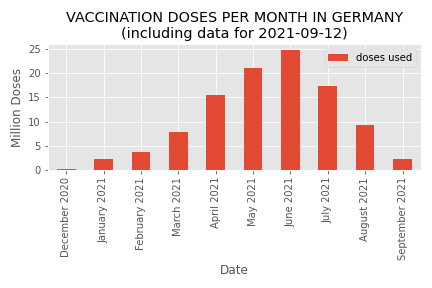 VACCINATION DOSES PER MONTH IN GERMANY
(including data for 2021-09-12)
doses used
Million Doses
25
20
15
10
5
0
December 2020
January 2021
February 2021
March 2021
April 2021
May 2021
June 2021
July 2021
August 2021
September 2021
Date